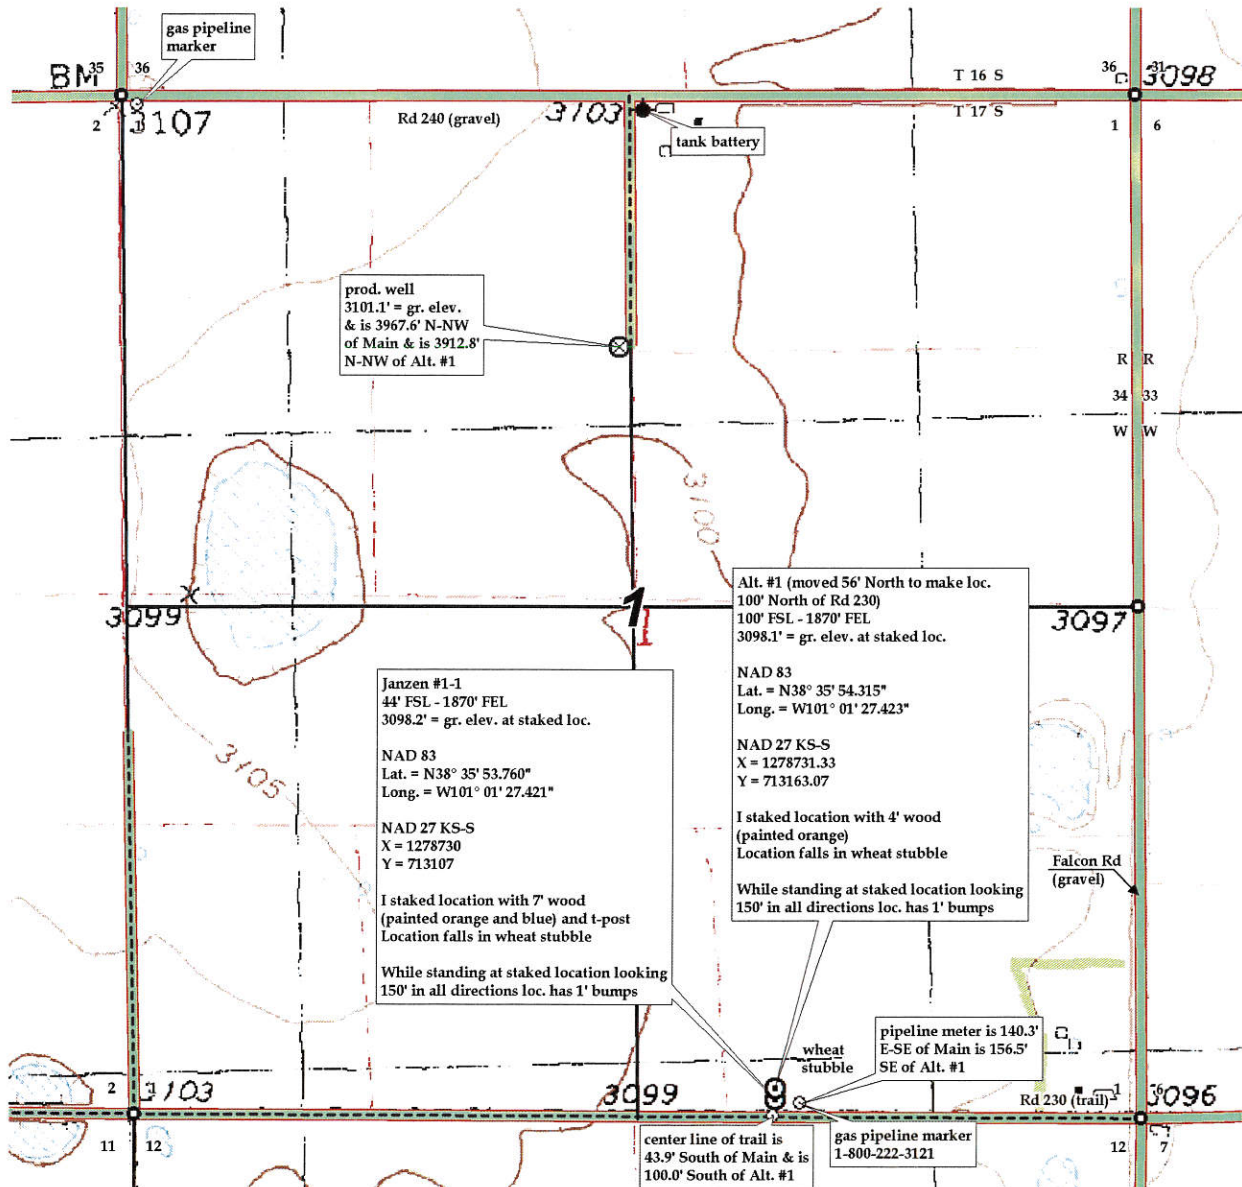 gas pipeline
marker
BM
35
36
36
31
3098
T 16 S
T 17 S
2
1
3107
Rd 240 (gravel)
3103
tank battery
1
6
prod. well
3101.1' = gr. elev.
& is 3967.6' N-NW
of Main & is 3912.8'
N-NW of Alt. #1
R
R
34
33
W
W
3100
3099
1
1
3097
Alt. #1 (moved 56' North to make loc.
100' North of Rd 230)
100' FSL - 1870' FEL
3098.1' = gr. elev. at staked loc.
NAD 83
Lat. = N38° 35' 54.315"
Long. = W101° 01' 27.423"
NAD 27 KS-S
X = 1278731.33
Y = 713163.07
I staked location with 4' wood
(painted orange)
Location falls in wheat stubble
While standing at staked location looking
150' in all directions loc. has 1' bumps
Janzen #1-1
44' FSL - 1870' FEL
3098.2' = gr. elev. at staked loc.
NAD 83
Lat. = N38° 35' 53.760"
Long. = W101° 01' 27.421"
NAD 27 KS-S
X = 1278730
Y = 713107
I staked location with 7' wood
(painted orange and blue) and t-post
Location falls in wheat stubble
While standing at staked location looking
150' in all directions loc. has 1' bumps
3105
Falcon Rd
(gravel)
pipeline meter is 140.3'
E-SE of Main is 156.5'
SE of Alt. #1
wheat
stubble
2
3103
3099
Rd 230 (trail)
1
6
3096
11
12
center line of trail is
43.9' South of Main & is
100.0' South of Alt. #1
gas pipeline marker
1-800-222-3121
12
7